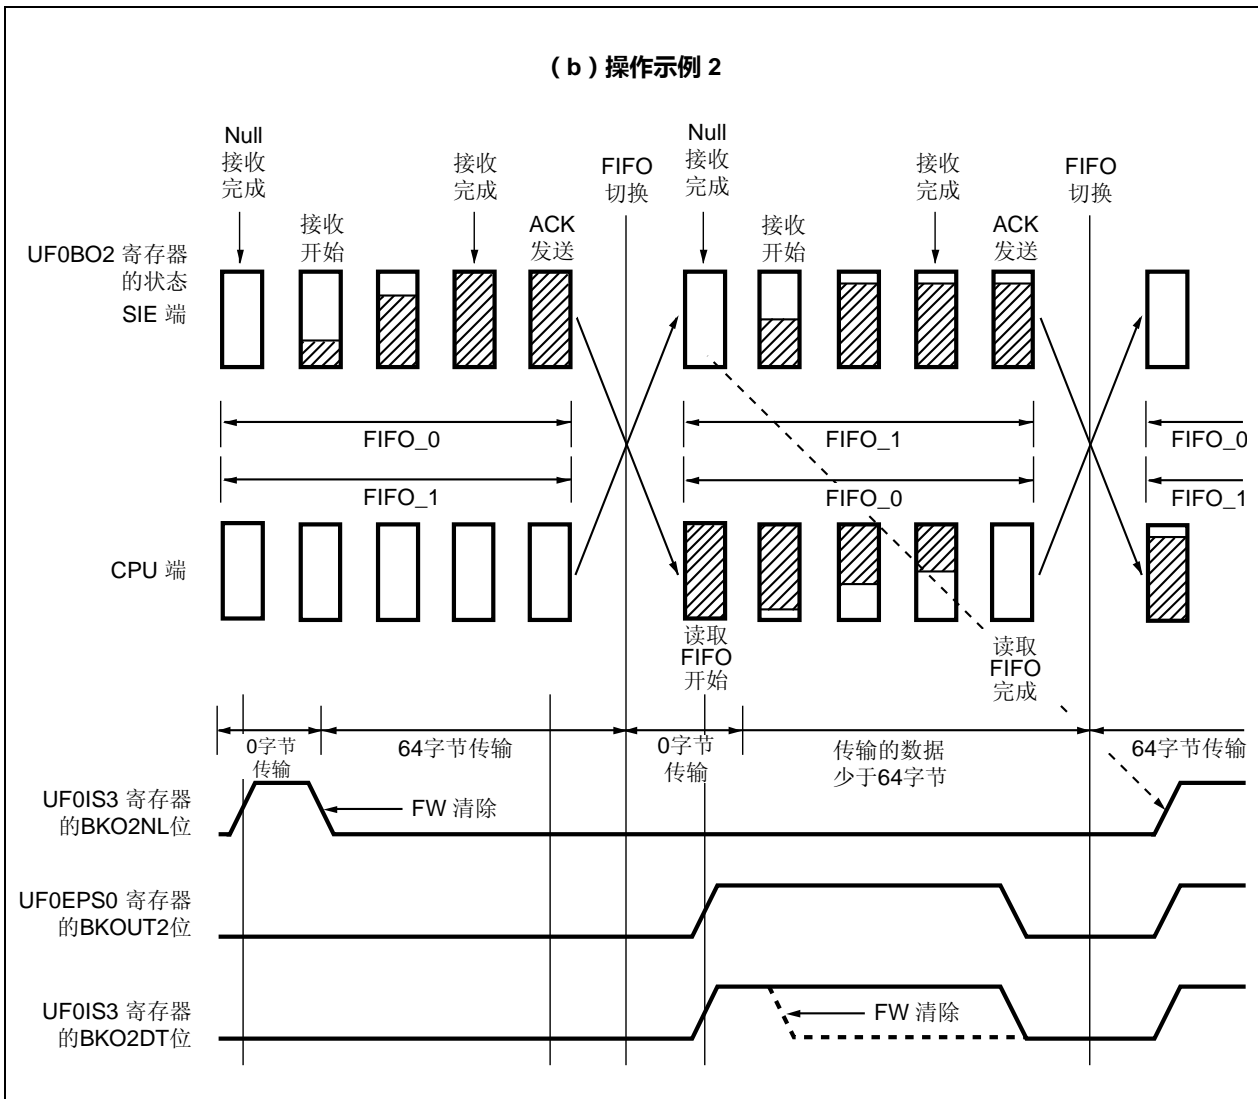 （b）操作示例 2
Null
接收
完成
接收
开始
接收
完成
ACK
发送
FIFO
切换
Null
接收
完成
接收
开始
接收
完成
ACK
发送
FIFO
切换
UF0BO2 寄存器
的状态
SIE 端
FIFO_0
FIFO_1
FIFO_0
FIFO_1
FIFO_0
FIFO_1
CPU 端
读取
FIFO
开始
读取
FIFO
完成
0字节
传输
64字节传输
0字节
传输
传输的数据
少于64字节
64字节传输
UF0IS3 寄存器
的BKO2NL位
FW 清除
UF0EPS0 寄存器
的BKOUT2位
UF0IS3 寄存器
的BKO2DT位
FW 清除